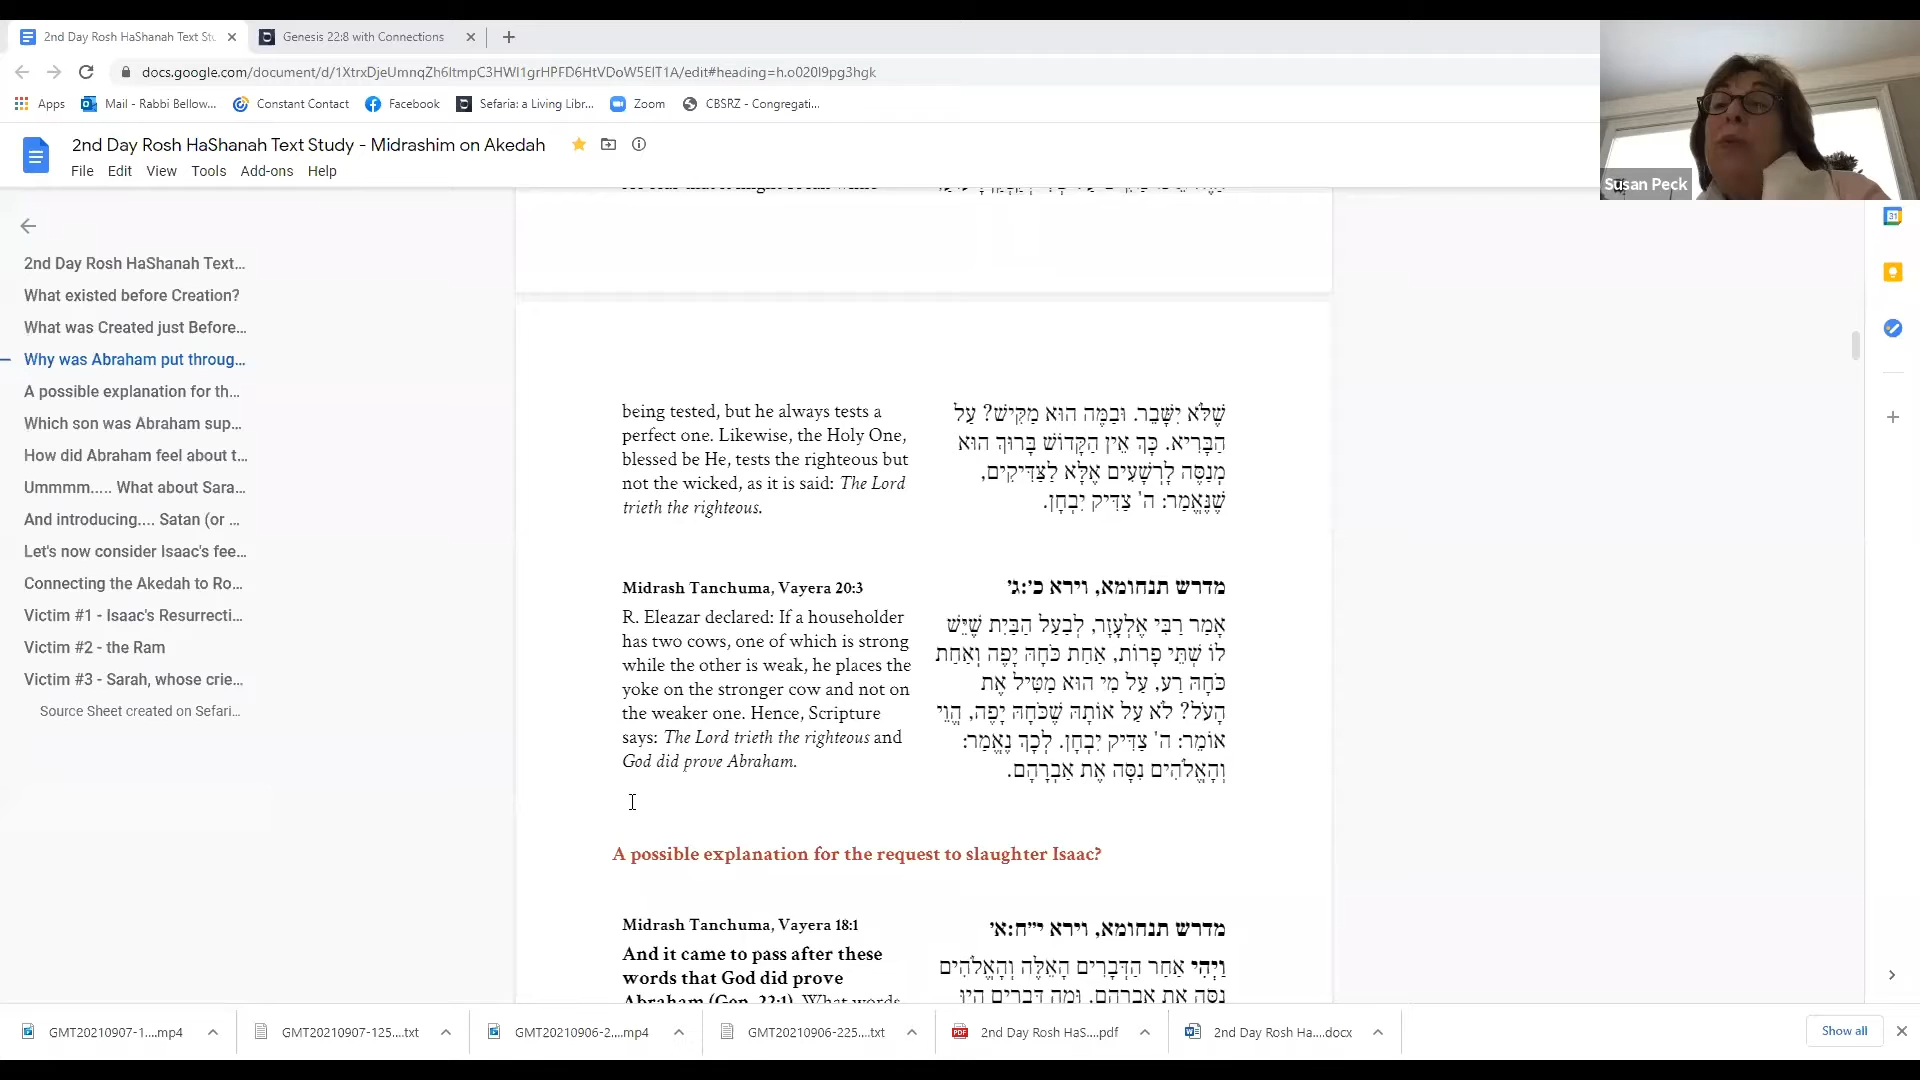 2nd Day Rosh HaShanah Text Stu
Genesis 22:8 with Connections
docs.google.com/document/d/1XtrxDjeUmnqZh6ItmpC3HWI1grHPFD6HtVDoW5ElT1A/edit#heading=h.o020l9pg3hgk
Apps
Mail - Rabbi Bellow...
Constant Contact
Facebook
Sefaria: a Living Libr...
Zoom
CBSRZ - Congregati...
2nd Day Rosh HaShanah Text Study - Midrashim on Akedah
File Edit View Tools Add-ons Help
Susan Peck
31
2nd Day Rosh HaShanah Text...
What existed before Creation?
What was Created just Before...
Why was Abraham put throug...
A possible explanation for th...
Which son was Abraham sup...
How did Abraham feel about t...
Ummmm..... What about Sara...
And introducing.... Satan (or ...
Let's now consider Isaac's fee...
Connecting the Akedah to Ro...
Victim #1 - Isaac's Resurrecti...
Victim #2 - the Ram
Victim #3 - Sarah, whose crie...
Source Sheet created on Sefari...
being tested, but he always tests a
perfect one. Likewise, the Holy One,
blessed be He, tests the righteous but
not the wicked, as it is said: The Lord
trieth the righteous.
שֶׁלֹּא יִשָּׁבֵר. וּבַמֶּה הוּא מַקִּישׁ? עַל
הַבָּרִיא. כָּךְ אֵין הַקָּדוֹשׁ בָּרוּךְ הוּא
מְנַסֶּה לָרְשָׁעִים אֶלָּא לַצַּדִּיקִים,
שֶׁנֶּאֱמַר: ה' צַדִּיק יִבְחָן.
Midrash Tanchuma, Vayera 20:3
R. Eleazar declared: If a householder
has two cows, one of which is strong
while the other is weak, he places the
yoke on the stronger cow and not on
the weaker one. Hence, Scripture
says: The Lord trieth the righteous and
God did prove Abraham.
מדרש תנחומא, וירא כ׳:ג׳
אָמַר רַבִּי אֶלְעָזָר, לְבַעַל הַבַּיִת שֶׁיֵּשׁ
לוֹ שְׁתֵּי פָרוֹת, אַחַת כֹּחָהּ יָפֶה וְאַחַת
כֹּחָהּ רַע, עַל מִי הוּא מַטִּיל אֶת
הָעֹל? לֹא עַל אוֹתָהּ שֶׁכֹּחָהּ יָפֶה, הֱוֵי
אוֹמֵר: ה' צַדִּיק יִבְחָן. לְכָךְ נֶאֱמַר:
וְהָאֱלֹהִים נִסָּה אֶת אַבְרָהָם.
A possible explanation for the request to slaughter Isaac?
Midrash Tanchuma, Vayera 18:1
And it came to pass after these
words that God did prove
Abraham (Gen. 22:1). What words
מדרש תנחומא, וירא י״ח:א׳
וַיְהִי אַחַר הַדְּבָרִים הָאֵלֶּה וְהָאֱלֹהִים
נִסָּה אֶת אַבְרָהָם. וּמַה דְּבָרִים הָיוּ
GMT20210907-1....mp4
GMT20210907-125....txt
GMT20210906-2....mp4
GMT20210906-225....txt
2nd Day Rosh HaS....pdf
2nd Day Rosh Ha....docx
Show all